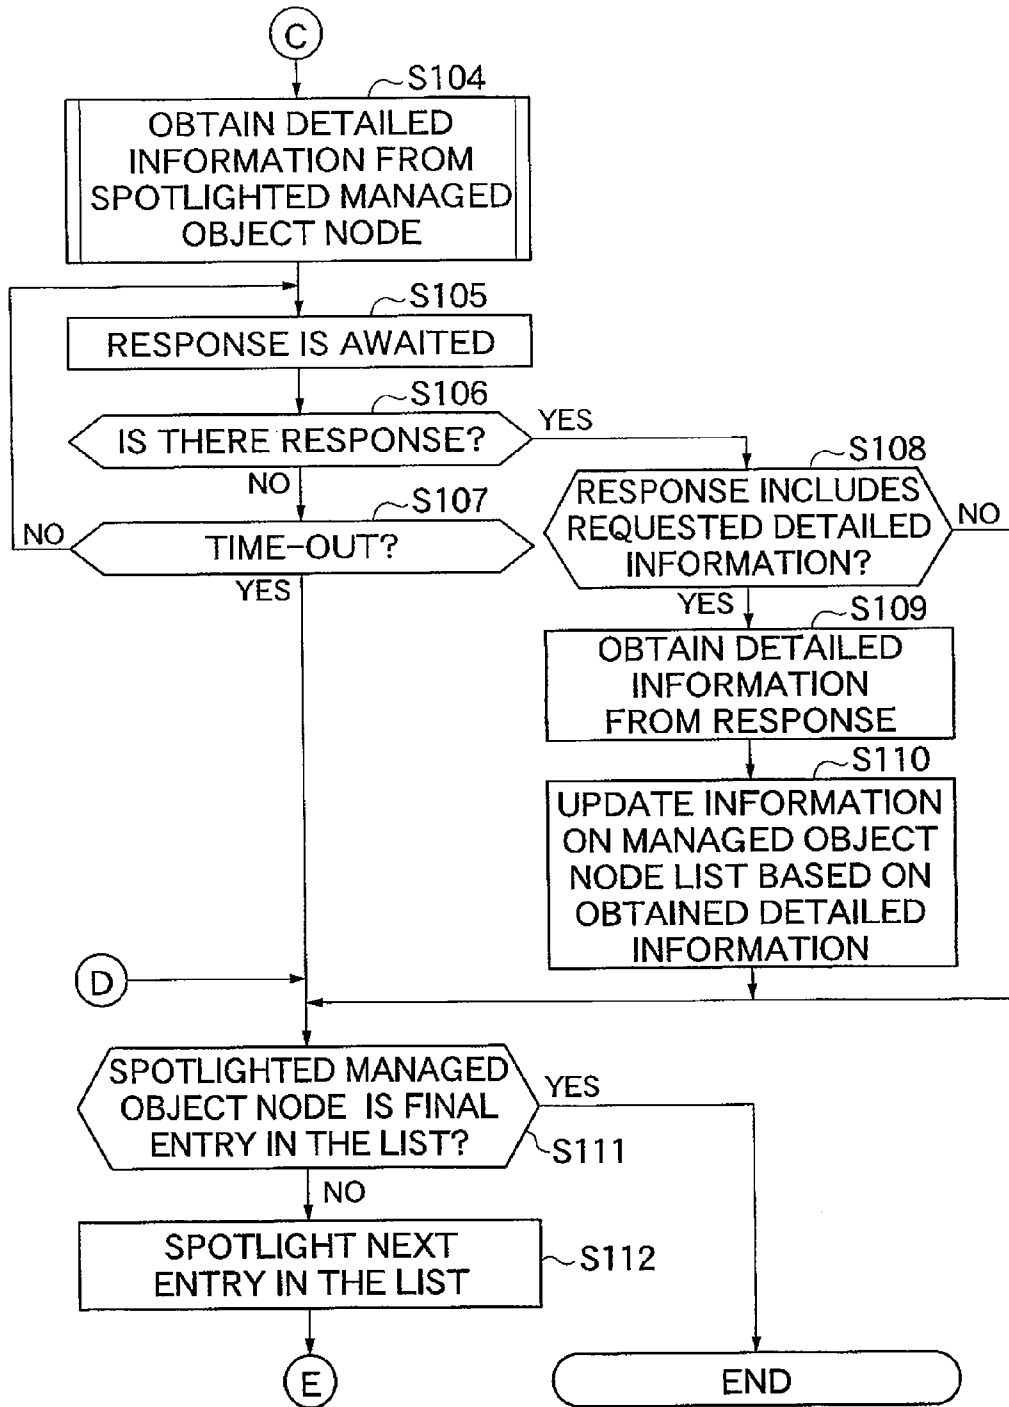 C
S104
OBTAIN DETAILED
INFORMATION FROM
SPOTLIGHTED MANAGED
OBJECT NODE
S105
RESPONSE IS AWAITED
S106
IS THERE RESPONSE?
YES
NO
S107
TIME-OUT?
NO
YES
S108
RESPONSE INCLUDES
REQUESTED DETAILED
INFORMATION?
NO
YES
S109
OBTAIN DETAILED
INFORMATION
FROM RESPONSE
S110
UPDATE INFORMATION
ON MANAGED OBJECT
NODE LIST BASED ON
OBTAINED DETAILED
INFORMATION
D
SPOTLIGHTED MANAGED
OBJECT NODE IS FINAL
ENTRY IN THE LIST?
YES
S111
NO
SPOTLIGHT NEXT
ENTRY IN THE LIST
S112
E
END